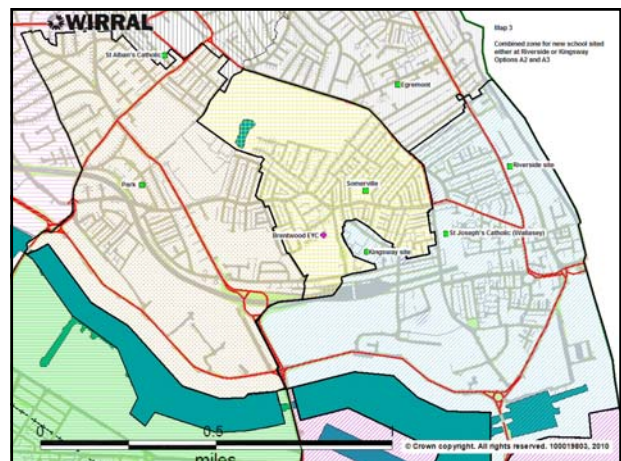 WIRRAL
Map 3
Combined zone for new school sited
either at Riverside or Kingsway
Options A2 and A3
St Alban's Catholic
Egremont
Riverside site
Park
Somerville
Brentwood EYC
St Joseph's Catholic (Wallasey)
Kingsway site
0
0.5
1
miles
© Crown copyright. All rights reserved. 100019803, 2010